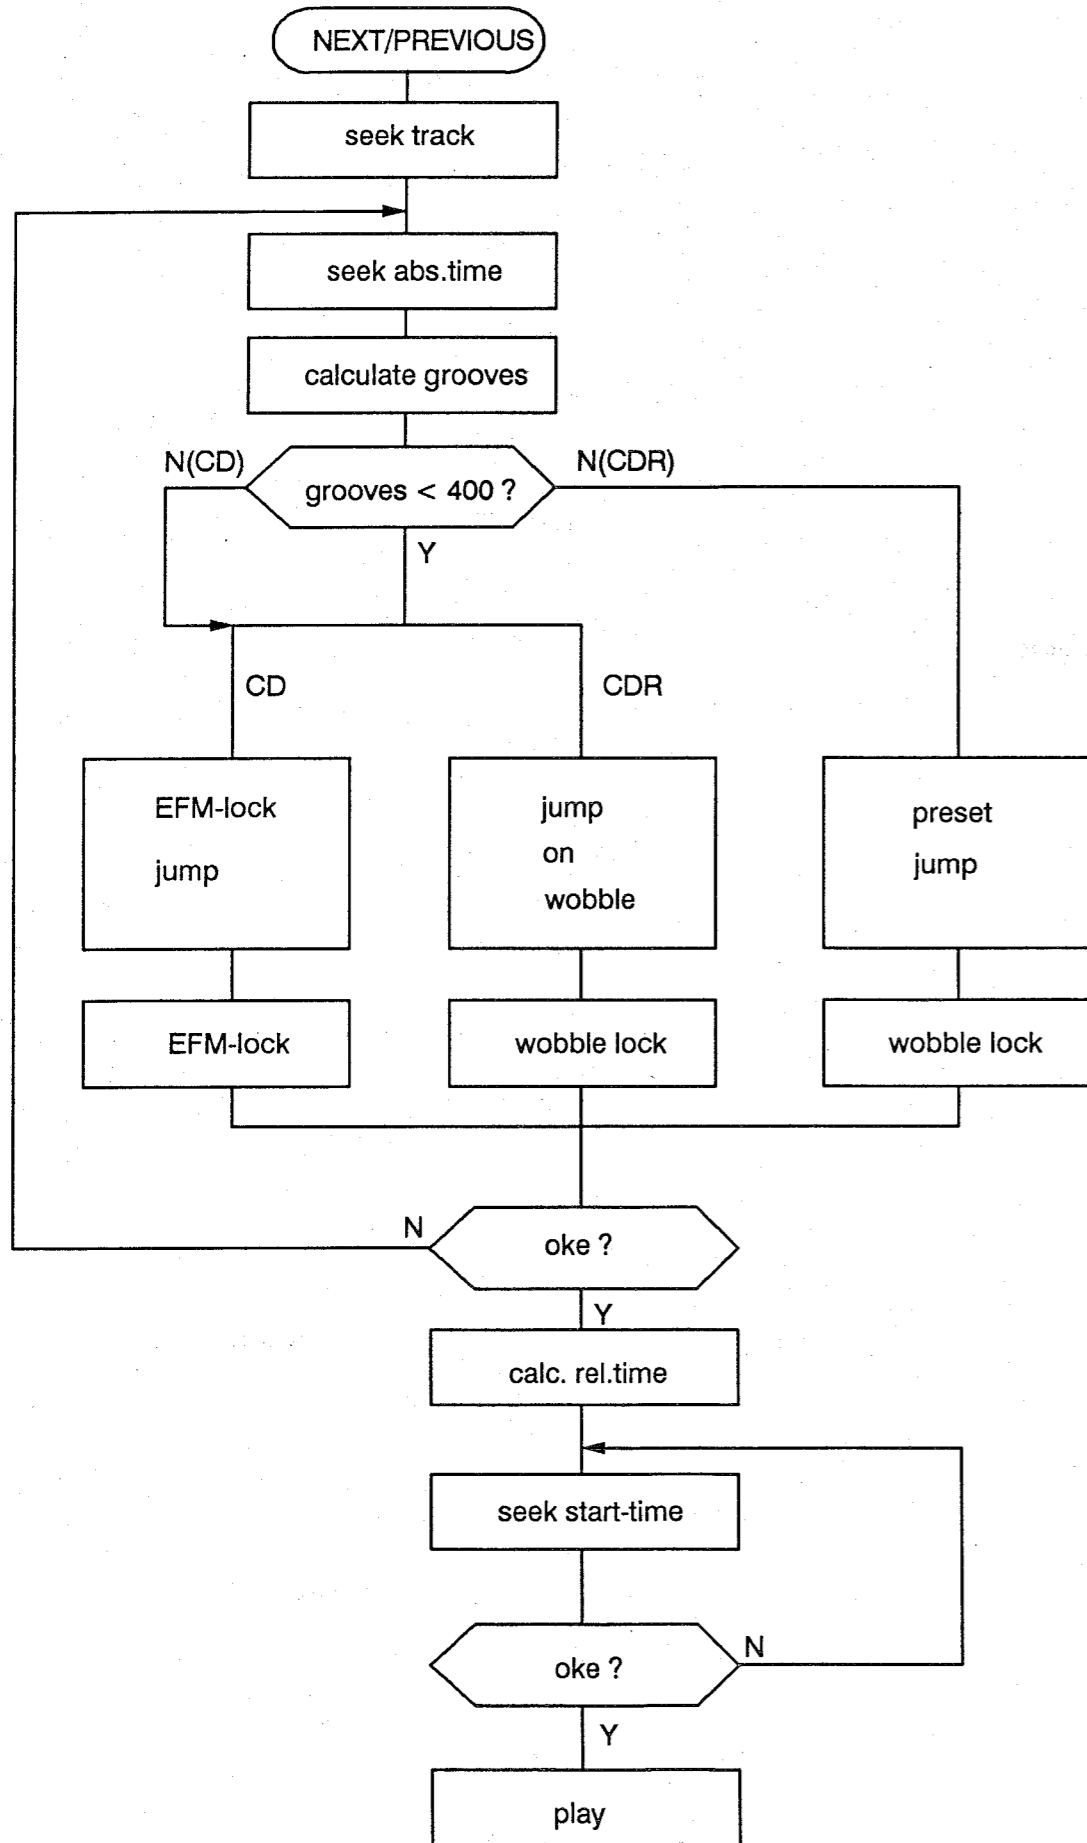 NEXT/PREVIOUS
seek track
seek abs.time
calculate grooves
N(CD)
N(CDR)
grooves < 400 ?
Y
CD
CDR
EFM-lock
jump
jump
on
wobble
preset
jump
EFM-lock
wobble lock
wobble lock
N
oke ?
Y
calc. rel.time
seek start-time
oke ?
N
Y
play